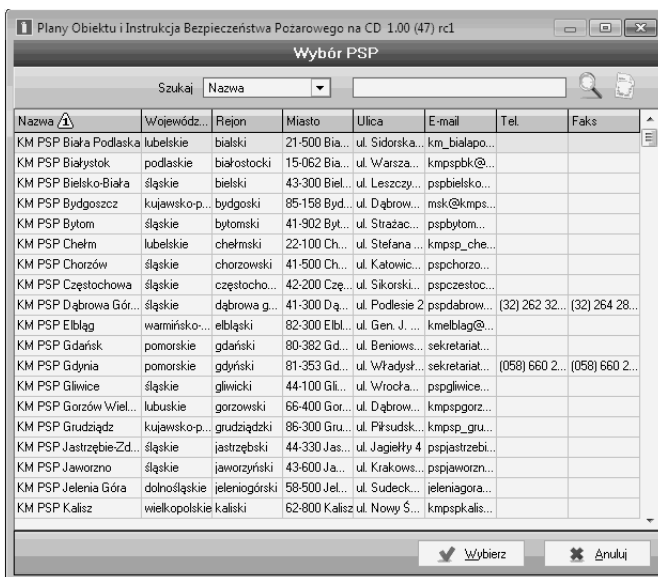 Plany Obiektu i Instrukcja Bezpieczeństwa Pożarowego na CD 1.00 (47) rc1
Wybór PSP
Szukaj Nazwa
Nazwa 1 Wojewódz... Rejon Miasto Ulica E-mail Tel. Faks
KM PSP Biała Podlaska lubelskie bialski 21-500 Bia... ul. Sidorska... km_bialapo...
KM PSP Białystok podlaskie białostocki 15-062 Bia... ul. Warsza... kmpspbk@...
KM PSP Bielsko-Biała śląskie bielski 43-300 Biel... ul. Leszczy... pspbielsko...
KM PSP Bydgoszcz kujawsko-p... bydgoski 85-158 Byd... ul. Dąbrow... msk@kmps...
KM PSP Bytom śląskie bytomski 41-902 Byt... ul. Strażac... pspbytom...
KM PSP Chełm lubelskie chełmski 22-100 Ch... ul. Stefana ... kmpsp_che...
KM PSP Chorzów śląskie chorzowski 41-500 Ch... ul. Katowic... pspchorzo...
KM PSP Częstochowa śląskie częstocho... 42-200 Czę... ul. Sikorski... pspczestoc...
KM PSP Dąbrowa Gór... śląskie dąbrowa g... 41-300 Dą... ul. Podlesie 2 pspdabrow... (32) 262 32... (32) 264 28...
KM PSP Elbląg warmińsko-... elbląski 82-300 Elbl... ul. Gen. J. ... kmelblag@...
KM PSP Gdańsk pomorskie gdański 80-382 Gd... ul. Beniows... sekretariat...
KM PSP Gdynia pomorskie gdyński 81-353 Gd... ul. Władysł... sekretariat... (058) 660 2... (058) 660 2...
KM PSP Gliwice śląskie gliwicki 44-100 Gli... ul. Wrocła... pspgliwice...
KM PSP Gorzów Wiel... lubuskie gorzowski 66-400 Gor... ul. Dąbrow... kmpspgorz...
KM PSP Grudziądz kujawsko-p... grudziądzki 86-300 Gru... ul. Piłsudsk... kmpsp_gru...
KM PSP Jastrzębie-Zd... śląskie jastrzębski 44-330 Jas... ul. Jagiełły 4 pspjastrzebi...
KM PSP Jaworzno śląskie jaworzyński 43-600 Ja... ul. Krakows... pspjaworzn...
KM PSP Jelenia Góra dolnośląskie jeleniogórski 58-500 Jel... ul. Sudeck... jeleniagora...
KM PSP Kalisz wielkopolskie kaliski 62-800 Kalisz ul. Nowy Ś... kmpspkalis...
Wybierz Anuluj